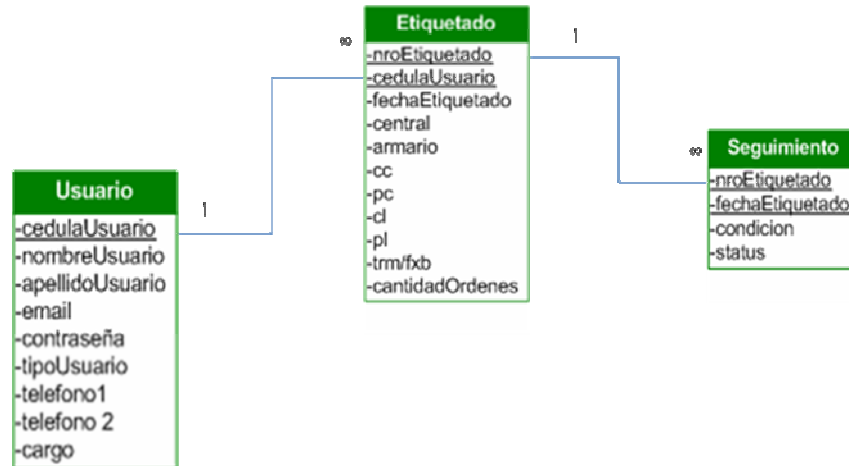 Usuario
-cedulaUsuario
-nombreUsuario
-apellidoUsuario
-email
-contraseña
-tipoUsuario
-telefono1
-telefono 2
-cargo
1
∞
Etiquetado
-nroEtiquetado
-cedulaUsuario
-fechaEtiquetado
-central
-armario
-cc
-pc
-cl
-pl
-trm/fxb
-cantidadOrdenes
1
∞
Seguimiento
-nroEtiquetado
-fechaEtiquetado
-condicion
-status